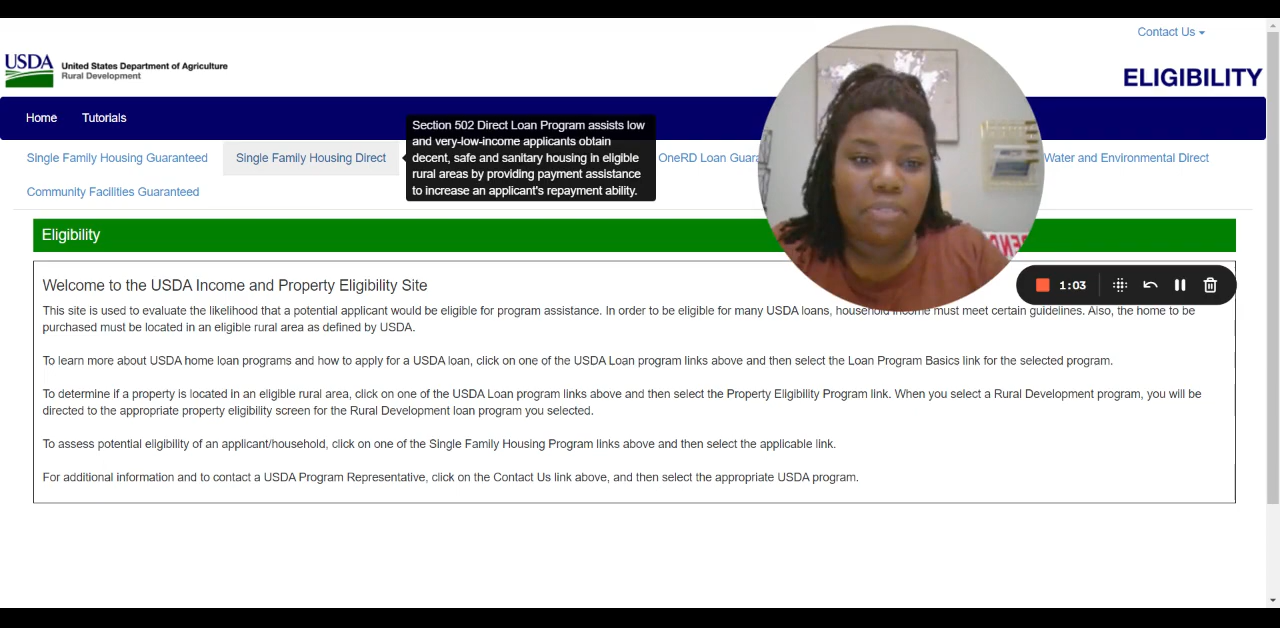 Contact Us
USDA
United States Department of Agriculture
Rural Development
ELIGIBILITY
Home
Tutorials
Single Family Housing Guaranteed
Single Family Housing Direct
Section 502 Direct Loan Program assists low
and very-low-income applicants obtain
decent, safe and sanitary housing in eligible
rural areas by providing payment assistance
to increase an applicant's repayment ability.
OneRD Loan Guara
Water and Environmental Direct
Community Facilities Guaranteed
Eligibility
Welcome to the USDA Income and Property Eligibility Site
1:03
This site is used to evaluate the likelihood that a potential applicant would be eligible for program assistance. In order to be eligible for many USDA loans, household income must meet certain guidelines. Also, the home to be
purchased must be located in an eligible rural area as defined by USDA.
To learn more about USDA home loan programs and how to apply for a USDA loan, click on one of the USDA Loan program links above and then select the Loan Program Basics link for the selected program.
To determine if a property is located in an eligible rural area, click on one of the USDA Loan program links above and then select the Property Eligibility Program link. When you select a Rural Development program, you will be
directed to the appropriate property eligibility screen for the Rural Development loan program you selected.
To assess potential eligibility of an applicant/household, click on one of the Single Family Housing Program links above and then select the applicable link.
For additional information and to contact a USDA Program Representative, click on the Contact Us link above, and then select the appropriate USDA program.